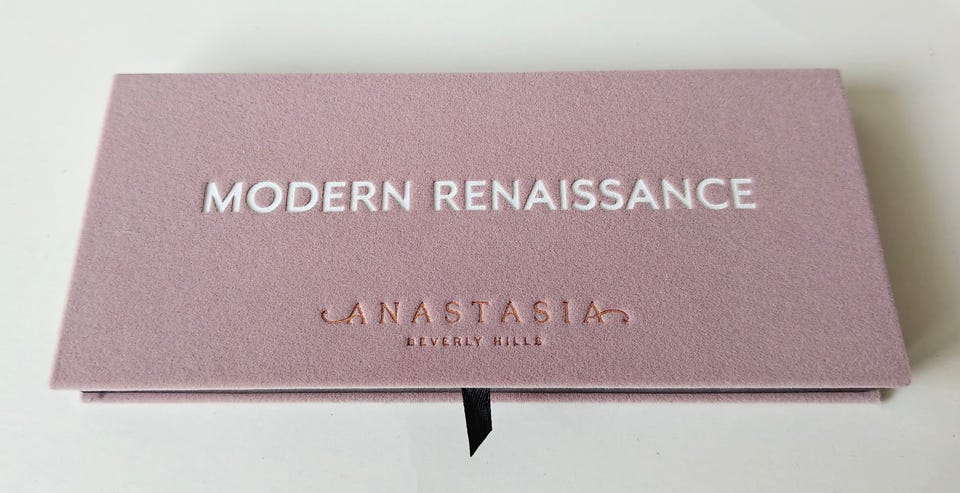 MODERN RENAISSANCE
ANASTASIA
BEVERLY HILLS